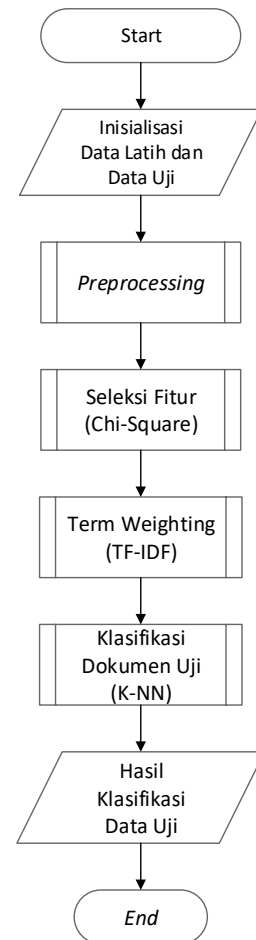 Start
Inisialisasi
Data Latih dan
Data Uji
Preprocessing
Seleksi Fitur
(Chi-Square)
Term Weighting
(TF-IDF)
Klasifikasi
Dokumen Uji
(K-NN)
Hasil
Klasifikasi
Data Uji
End